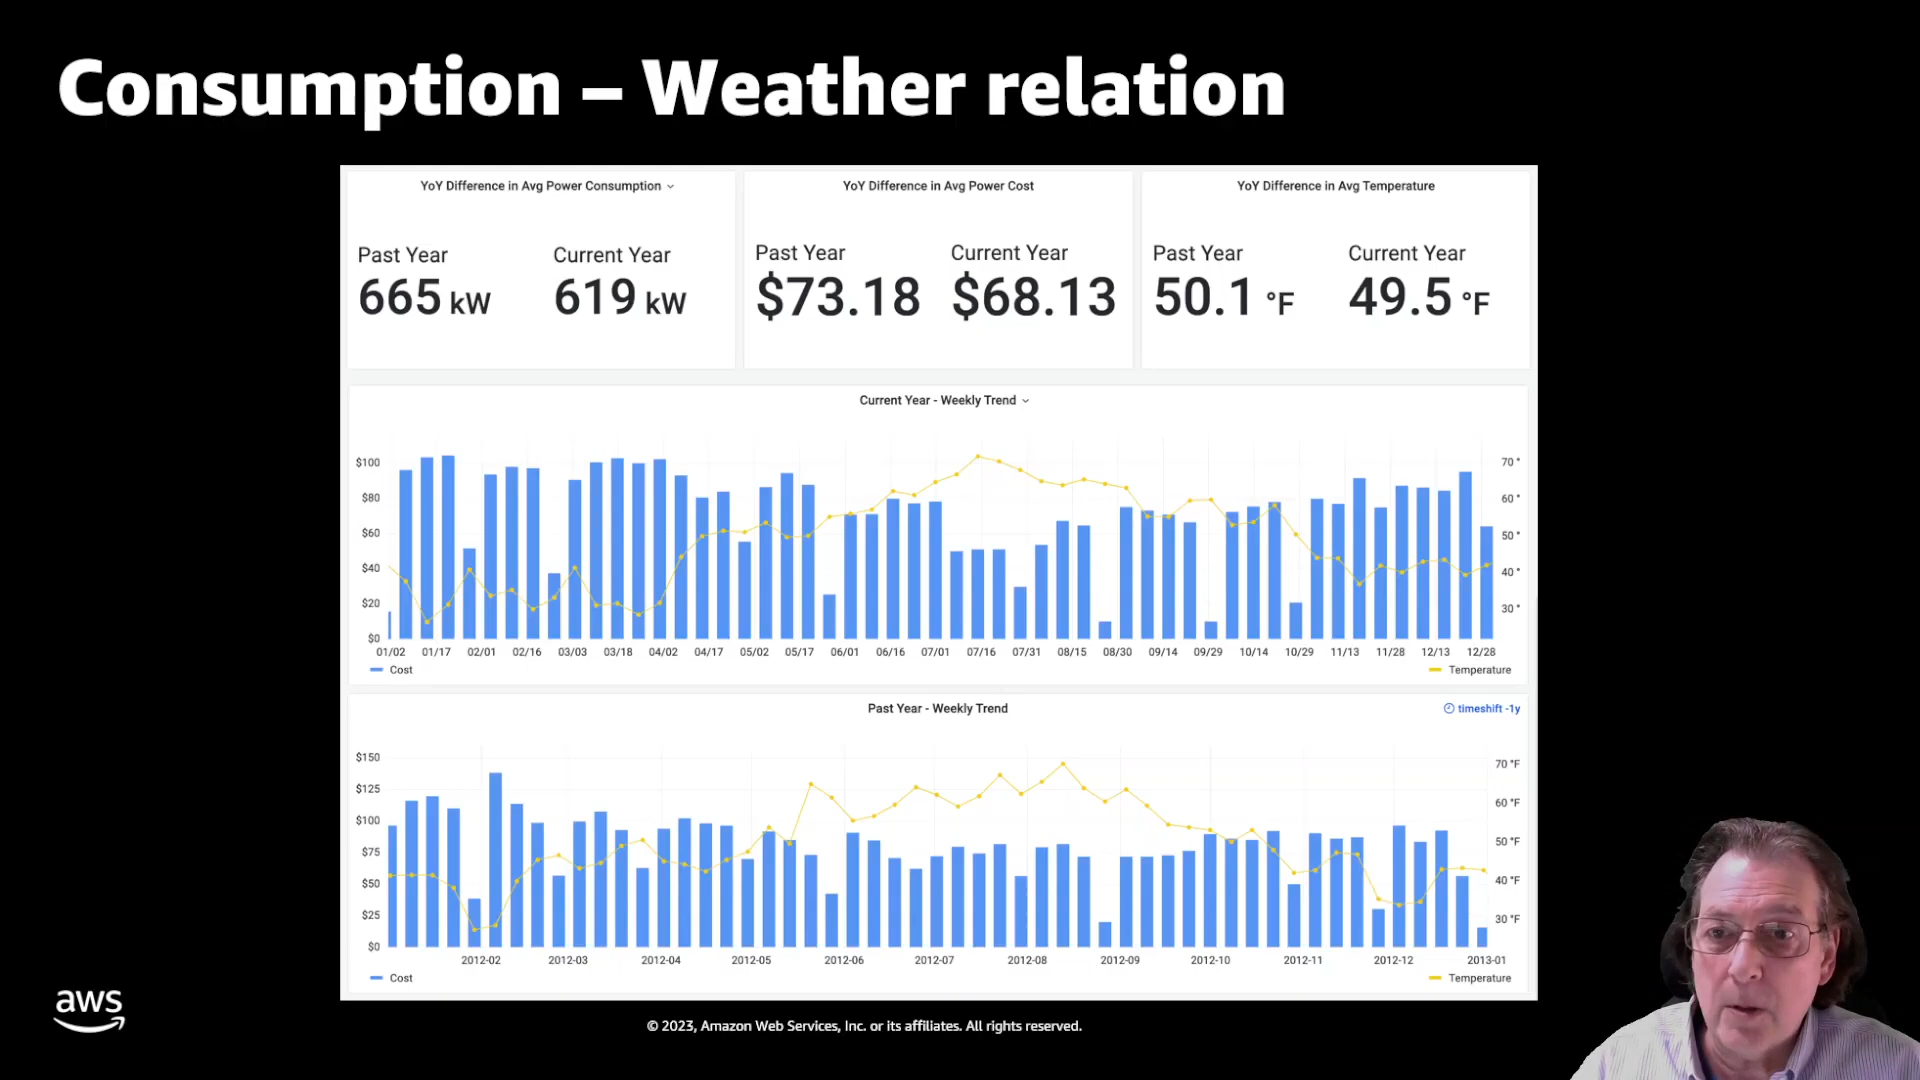 Consumption – Weather relation
YoY Difference in Avg Power Consumption
YoY Difference in Avg Power Cost
YoY Difference in Avg Temperature
Past Year
Current Year
665 kW
619 kW
Past Year
Current Year
$73.18
$68.13
Past Year
Current Year
50.1 °F
49.5 °F
Current Year - Weekly Trend
$100
$80
$60
$40
$20
$0
70 °
60 °
50 °
40 °
30 °
01/02 01/17 02/01 02/16 03/03 03/18 04/02 04/17 05/02 05/17 06/01 06/16 07/01 07/16 07/31 08/15 08/30 09/14 09/29 10/14 10/29 11/13 11/28 12/13 12/28
Cost
Temperature
Past Year - Weekly Trend
timeshift -1y
$150
$125
$100
$75
$50
$25
$0
70 °F
60 °F
50 °F
40 °F
30 °F
2012-02 2012-03 2012-04 2012-05 2012-06 2012-07 2012-08 2012-09 2012-10 2012-11 2012-12 2013-01
Cost
Temperature
aws
© 2023, Amazon Web Services, Inc. or its affiliates. All rights reserved.